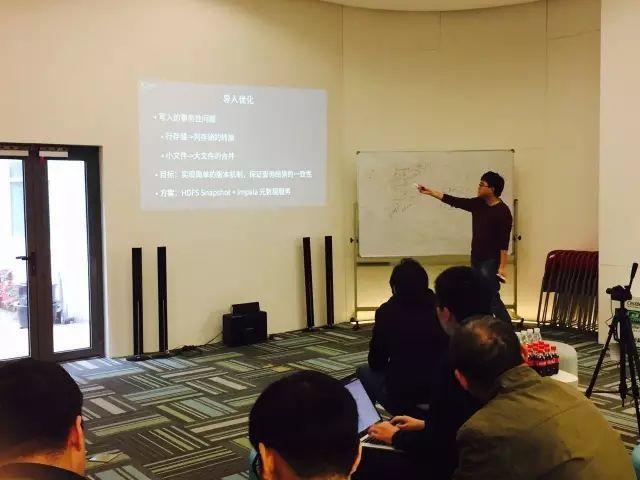 导入优化
• 写入的事务性问题
• 行存储->列存储的转换
• 小文件->大文件的合并
• 目标：实现简单的版本机制，保证查询结果的一致性
• 方案：HDFS Snapshot + Impala 元数据服务